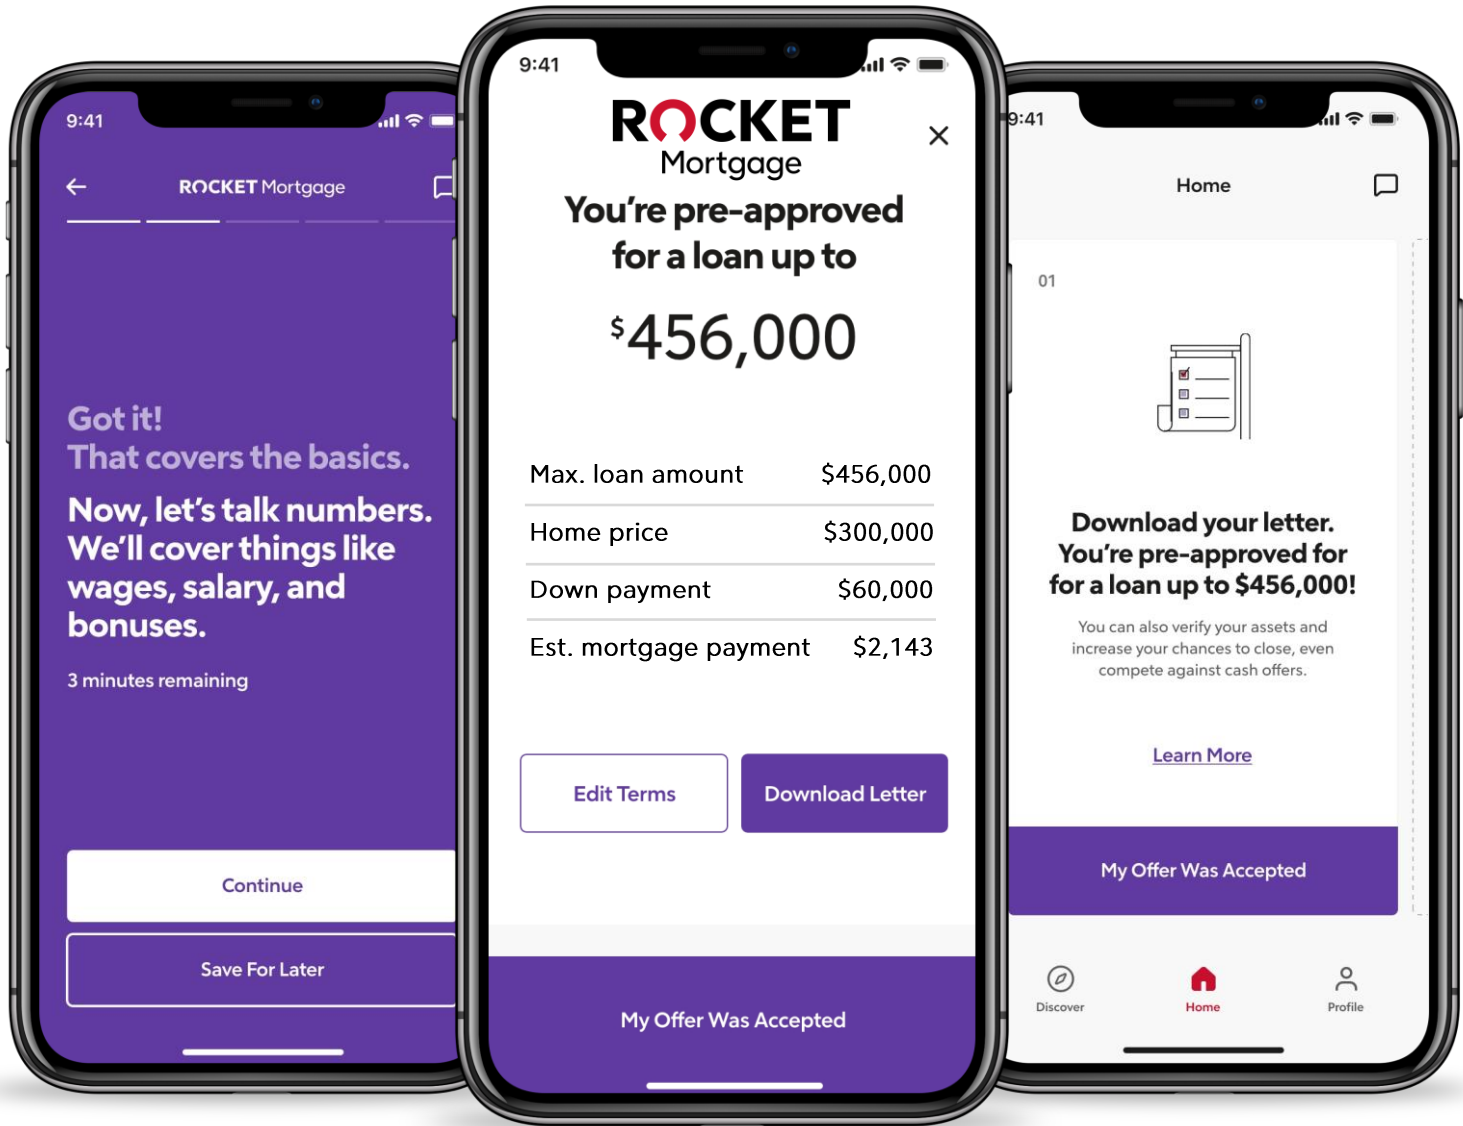 9:41
ROCKET Mortgage
Got it!
That covers the basics.
Now, let's talk numbers.
We'll cover things like
wages, salary, and
bonuses.
3 minutes remaining
Continue
Save For Later
9:41
ROCKET
Mortgage
You're pre-approved
for a loan up to
$456,000
Max. loan amount $456,000
Home price $300,000
Down payment $60,000
Est. mortgage payment $2,143
Edit Terms
Download Letter
My Offer Was Accepted
9:41
Home
01
Download your letter.
You're pre-approved for
for a loan up to $456,000!
You can also verify your assets and
increase your chances to close, even
compete against cash offers.
Learn More
My Offer Was Accepted
Discover
Home
Profile